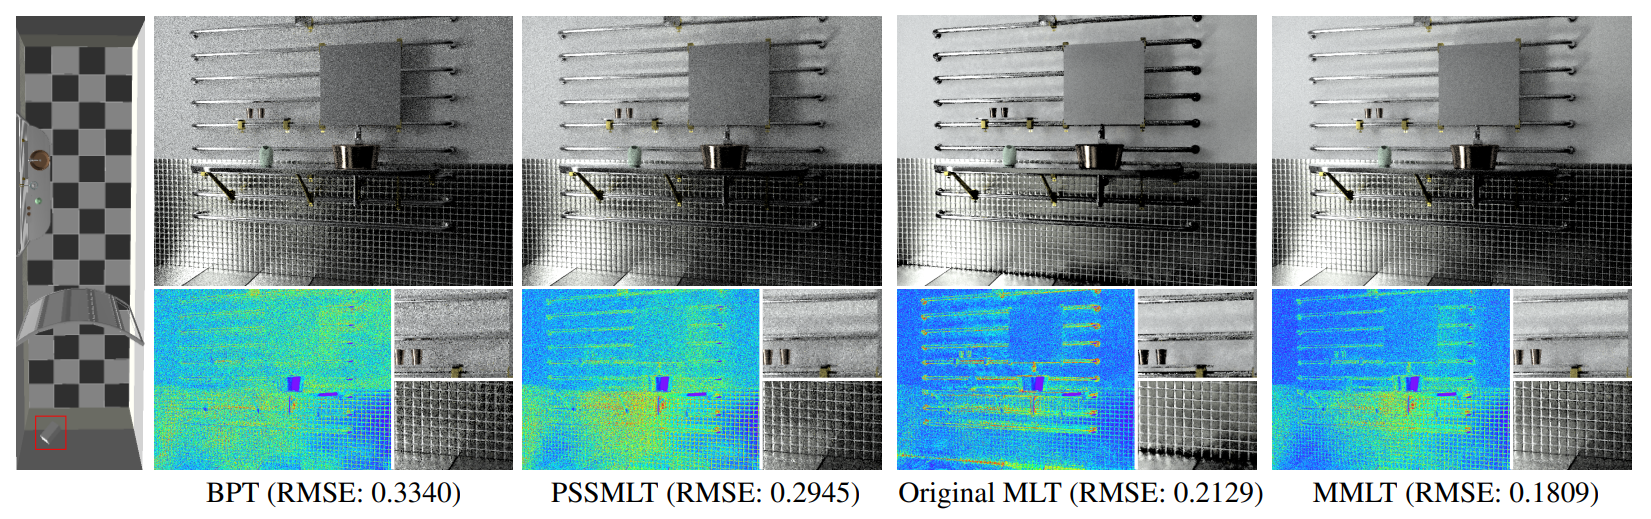 BPT (RMSE: 0.3340)
PSSMLT (RMSE: 0.2945)
Original MLT (RMSE: 0.2129)
MMLT (RMSE: 0.1809)